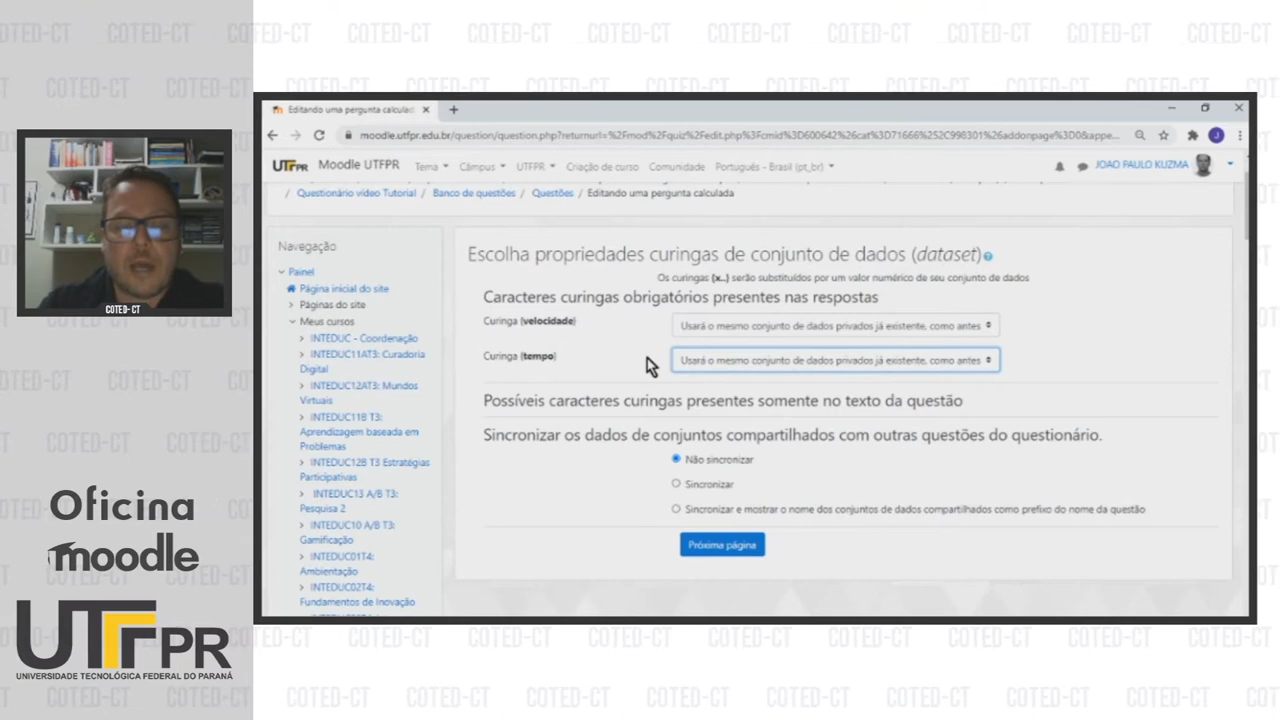 COTED-CT
Oficina
moodle
UTFPR
UNIVERSIDADE TECNOLÓGICA FEDERAL DO PARANÁ
Editando uma pergunta calculad
moodle.utfpr.edu.br/question/question.php?returnurl=%2Fmod%2Fquiz%2Fedit.php%3Fcmid%3D600642%26cat%3D71666%252C998301%26addonpage%3D0&appe...
UTFPR Moodle UTFPR Tema Câmpus UTFPR Criação de curso Comunidade Português - Brasil (pt_br) JOAO PAULO KUZMA
/ Questionário vídeo Tutorial / Banco de questões / Questões / Editando uma pergunta calculada
Navegação
Painel
Página inicial do site
Páginas do site
Meus cursos
INTEDUC - Coordenação
INTEDUC11AT3: Curadoria
Digital
INTEDUC12AT3: Mundos
Virtuais
INTEDUC11B T3:
Aprendizagem baseada em
Problemas
INTEDUC12B T3 Estratégias
Participativas
INTEDUC13 A/B T3:
Pesquisa 2
INTEDUC10 A/B T3:
Gamificação
INTEDUC01T4:
Ambientação
INTEDUC02T4:
Fundamentos de Inovação
Escolha propriedades curingas de conjunto de dados (dataset)
Os curingas {x..} serão substituídos por um valor numérico de seu conjunto de dados
Caracteres curingas obrigatórios presentes nas respostas
Curinga {velocidade} Usará o mesmo conjunto de dados privados já existente, como antes
Curinga {tempo} Usará o mesmo conjunto de dados privados já existente, como antes
Possíveis caracteres curingas presentes somente no texto da questão
Sincronizar os dados de conjuntos compartilhados com outras questões do questionário.
Não sincronizar
Sincronizar
Sincronizar e mostrar o nome dos conjuntos de dados compartilhados como prefixo do nome da questão
Próxima página